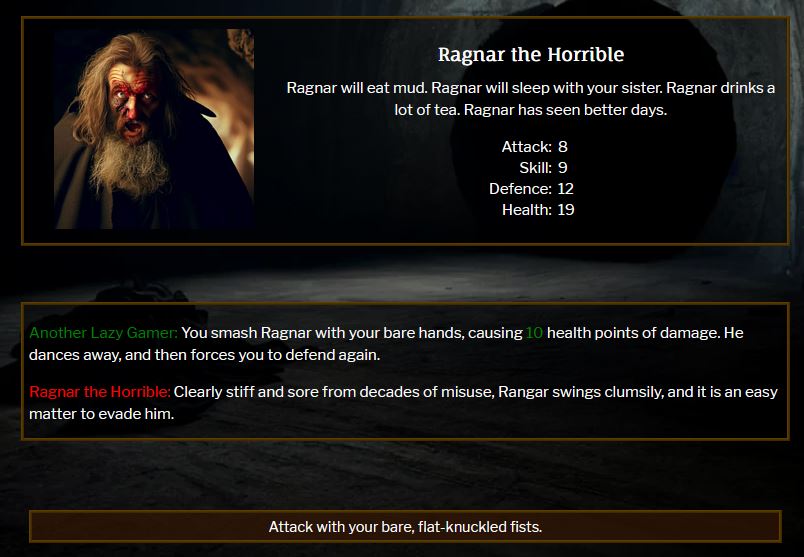 Ragnar the Horrible
Ragnar will eat mud. Ragnar will sleep with your sister. Ragnar drinks a
lot of tea. Ragnar has seen better days.
Attack: 8
Skill: 9
Defence: 12
Health: 19
Another Lazy Gamer: You smash Ragnar with your bare hands, causing 10 health points of damage. He
dances away, and then forces you to defend again.
Ragnar the Horrible: Clearly stiff and sore from decades of misuse, Rangar swings clumsily, and it is an easy
matter to evade him.
Attack with your bare, flat-knuckled fists.